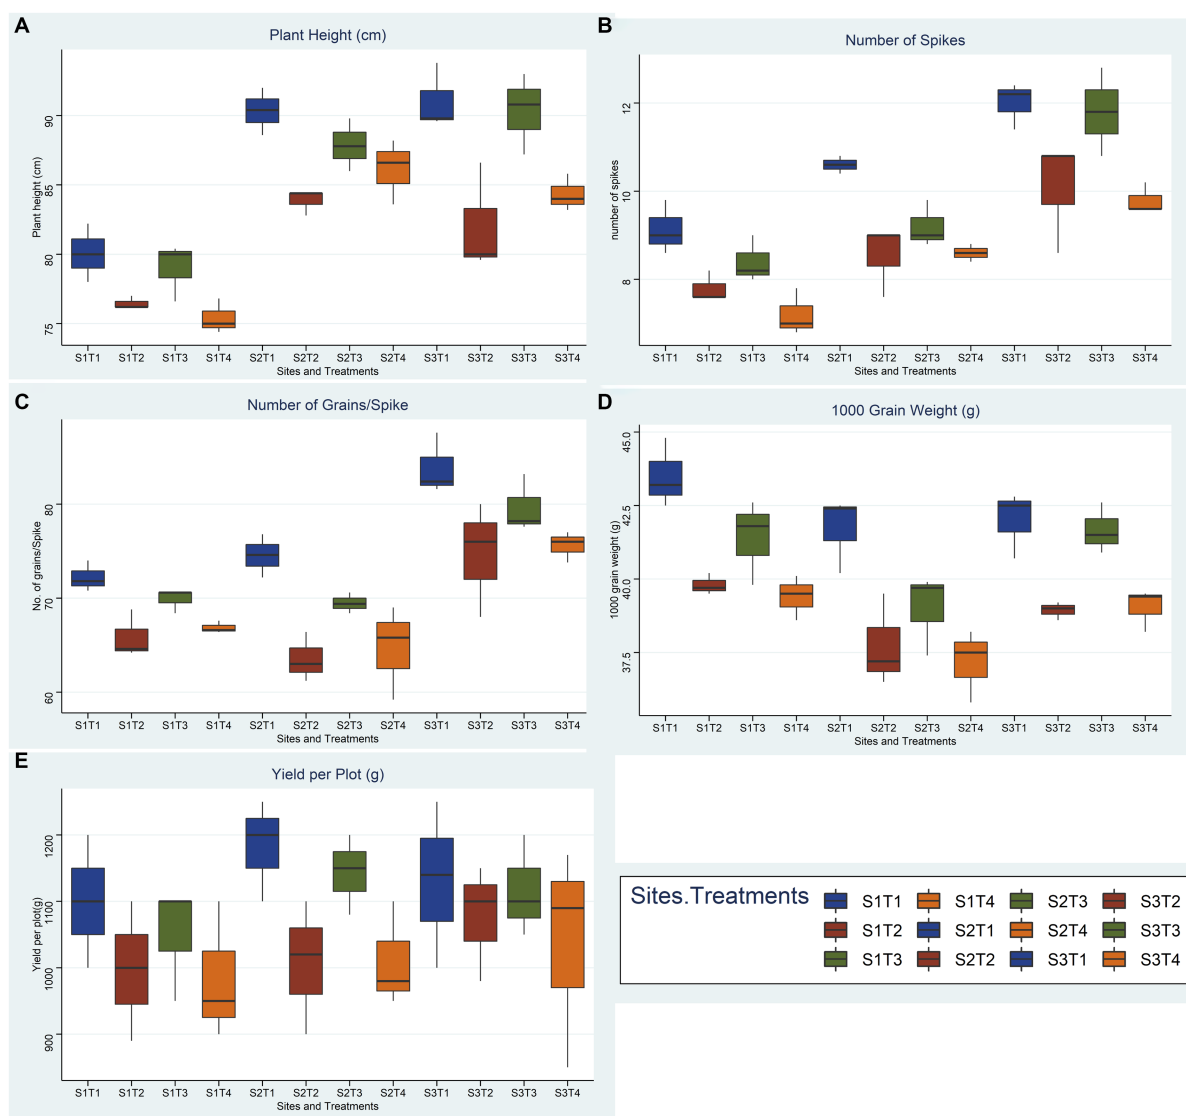 A
Plant Height (cm)
Plant height (cm)
90
85
80
75
S1T1 S1T2 S1T3 S1T4 S2T1 S2T2 S2T3 S2T4 S3T1 S3T2 S3T3 S3T4
Sites and Treatments
B
Number of Spikes
number of spikes
12
10
8
S1T1 S1T2 S1T3 S1T4 S2T1 S2T2 S2T3 S2T4 S3T1 S3T2 S3T3 S3T4
Sites and Treatments
C
Number of Grains/Spike
No. of grains/Spike
80
70
60
S1T1 S1T2 S1T3 S1T4 S2T1 S2T2 S2T3 S2T4 S3T1 S3T2 S3T3 S3T4
Sites and Treatments
D
1000 Grain Weight (g)
1000 grain weight (g)
45.0
42.5
40.0
37.5
S1T1 S1T2 S1T3 S1T4 S2T1 S2T2 S2T3 S2T4 S3T1 S3T2 S3T3 S3T4
Sites and Treatments
E
Yield per Plot (g)
Yield per plot(g)
1200
1100
1000
900
S1T1 S1T2 S1T3 S1T4 S2T1 S2T2 S2T3 S2T4 S3T1 S3T2 S3T3 S3T4
Sites and Treatments
Sites.Treatments
S1T1 S1T4 S2T3 S3T2
S1T2 S2T1 S2T4 S3T3
S1T3 S2T2 S3T1 S3T4